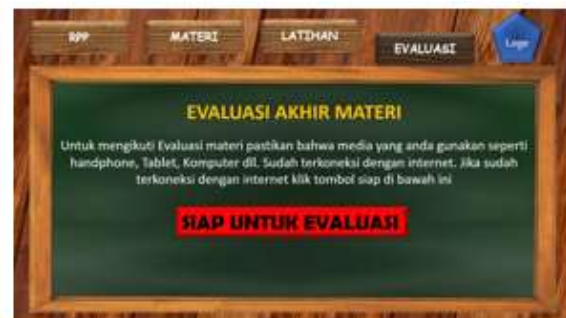 RPP
MATERI
LATIHAN
EVALUASI
Logo
EVALUASI AKHIR MATERI
Untuk mengikuti Evaluasi materi pastikan bahwa media yang anda gunakan seperti
handphone, Tablet, Komputer dll. Sudah terkoneksi dengan internet. Jika sudah
terkoneksi dengan internet klik tombol siap di bawah ini
SIAP UNTUK EVALUASI